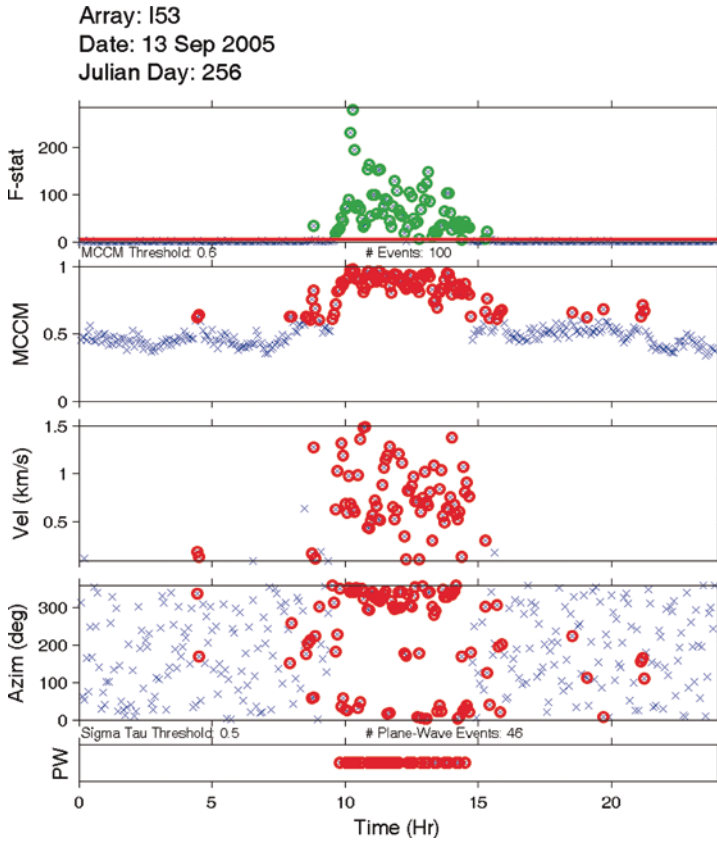 Array: I53
Date: 13 Sep 2005
Julian Day: 256
F-stat
200
100
0
MCCM Threshold: 0.6 # Events: 100
MCCM
1
0.5
0
Vel (km/s)
1.5
1
0.5
Azim (deg)
300
200
100
0
Sigma Tau Threshold: 0.5 # Plane-Wave Events: 46
PW
0 5 10 15 20
Time (Hr)